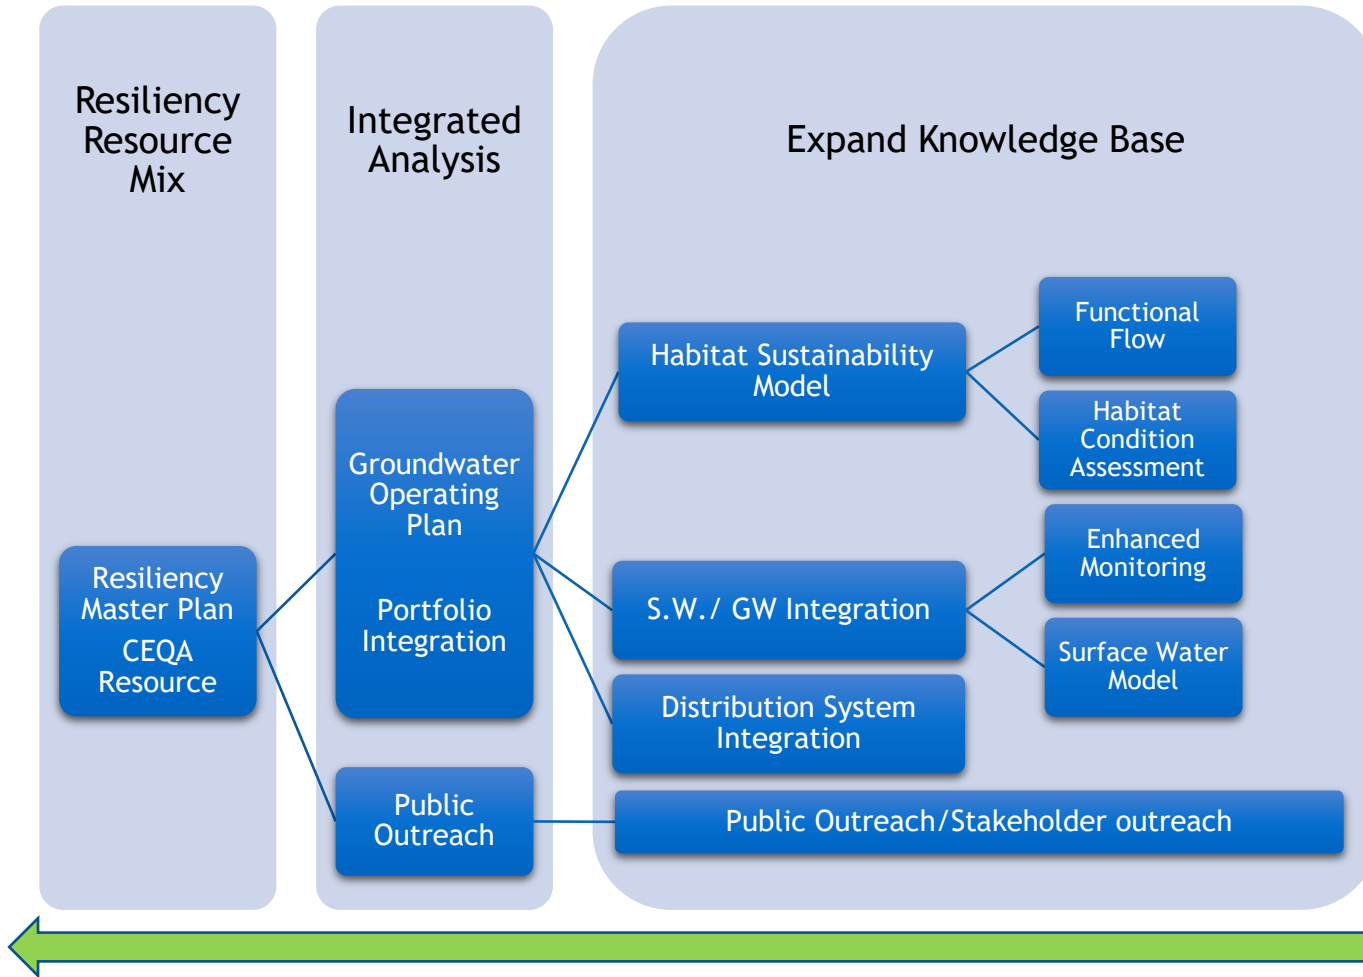 Resiliency
Resource
Mix
Integrated
Analysis
Expand Knowledge Base
Resiliency
Master Plan
CEQA
Resource
Groundwater
Operating
Plan
Portfolio
Integration
Public
Outreach
Habitat Sustainability
Model
S.W./ GW Integration
Distribution System
Integration
Public Outreach/Stakeholder outreach
Functional
Flow
Habitat
Condition
Assessment
Enhanced
Monitoring
Surface Water
Model